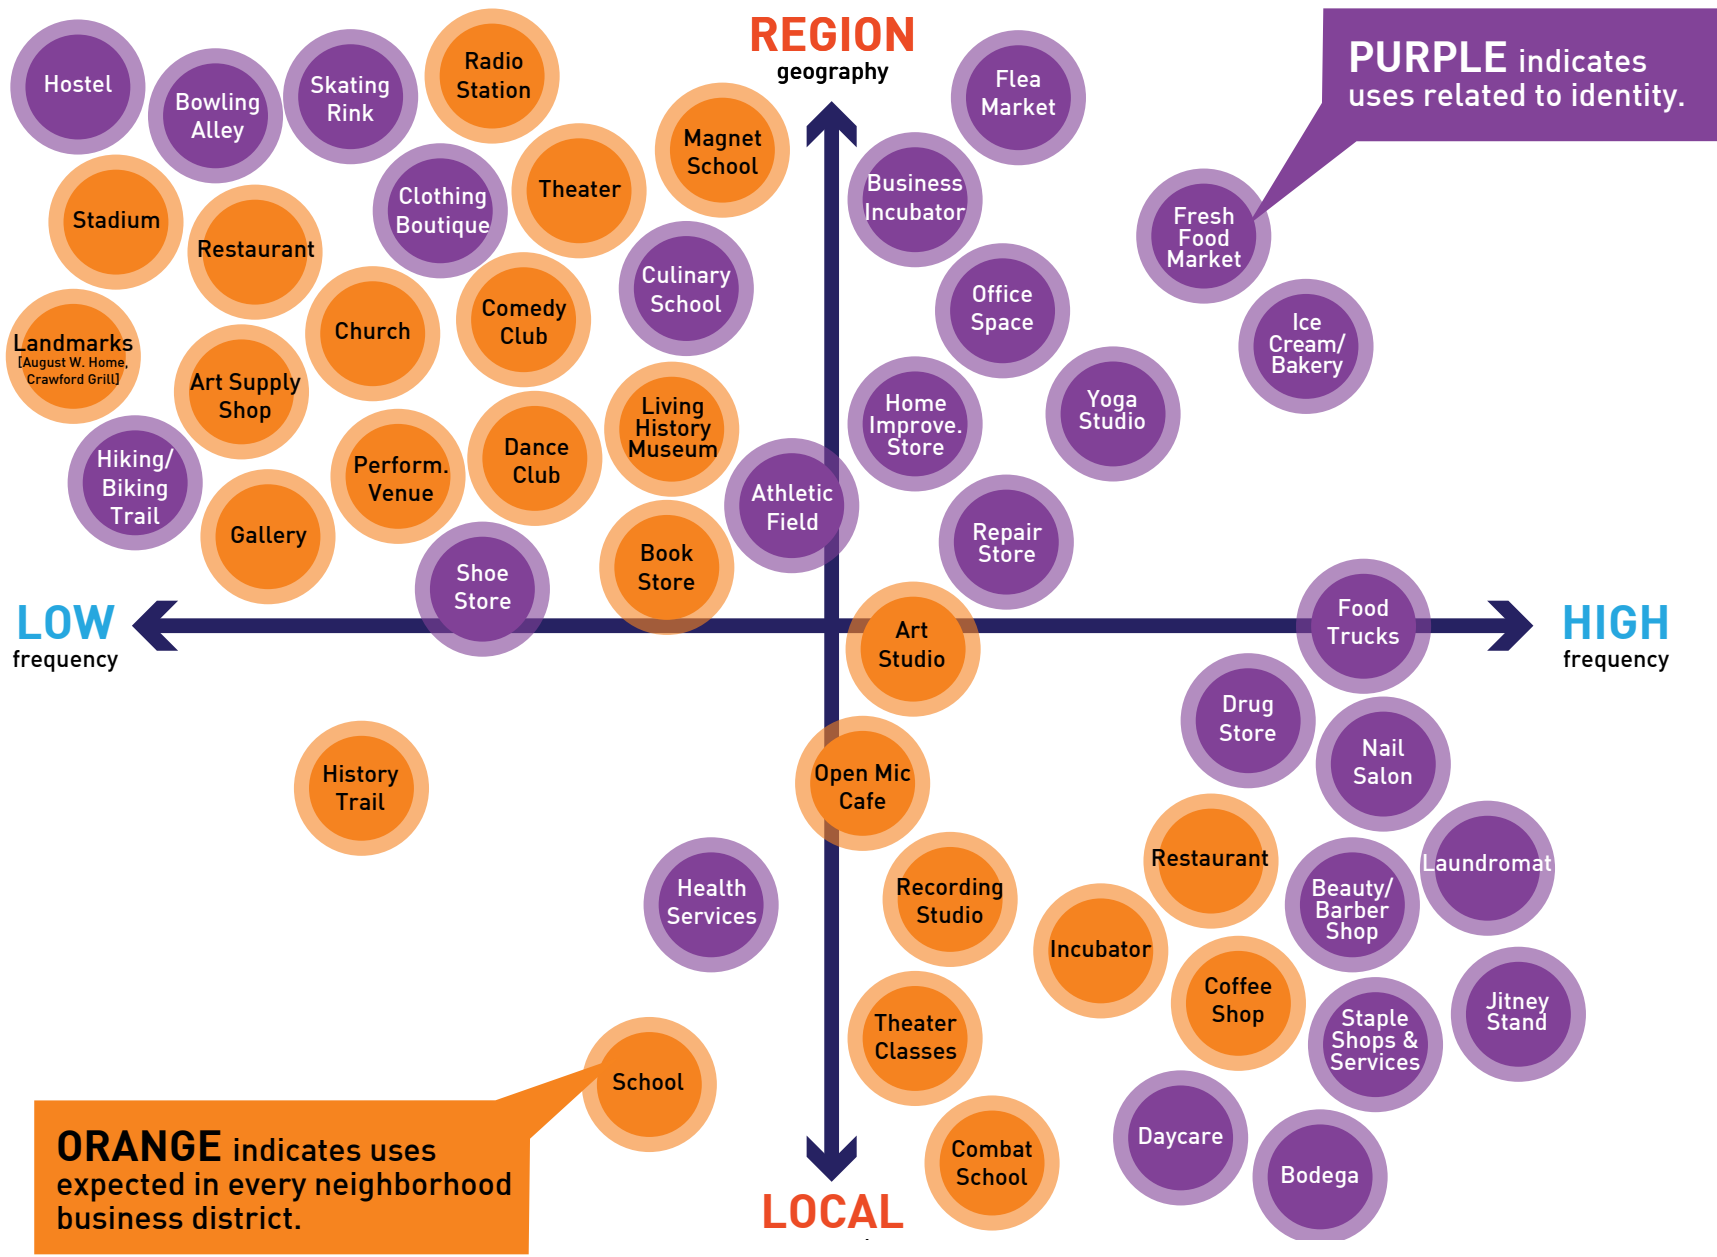 REGION
geography
PURPLE indicates
uses related to identity.
Hostel
Bowling
Alley
Skating
Rink
Radio
Station
Magnet
School
Flea
Market
Stadium
Restaurant
Clothing
Boutique
Theater
Business
Incubator
Fresh
Food
Market
Landmarks
[August W. Home,
Crawford Grill]
Art Supply
Shop
Church
Comedy
Club
Culinary
School
Office
Space
Ice
Cream/
Bakery
Hiking/
Biking
Trail
Gallery
Perform.
Venue
Dance
Club
Living
History
Museum
Home
Improve.
Store
Yoga
Studio
Shoe
Store
Book
Store
Athletic
Field
Repair
Store
LOW
frequency
Art
Studio
Food
Trucks
HIGH
frequency
History
Trail
Open Mic
Cafe
Drug
Store
Nail
Salon
Health
Services
Recording
Studio
Restaurant
Beauty/
Barber
Shop
Laundromat
Incubator
Coffee
Shop
School
Theater
Classes
Staple
Shops &
Services
Jitney
Stand
Combat
School
Daycare
Bodega
ORANGE indicates uses
expected in every neighborhood
business district.
LOCAL